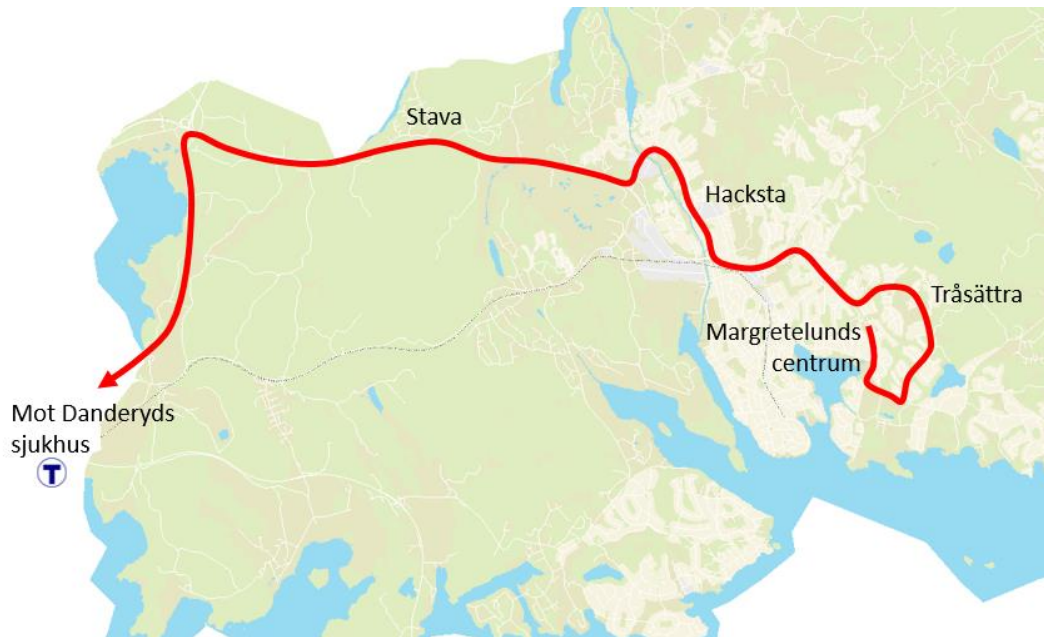 Stava
Hacksta
Tråsättra
Margretelunds
centrum
Mot Danderyds
sjukhus
T